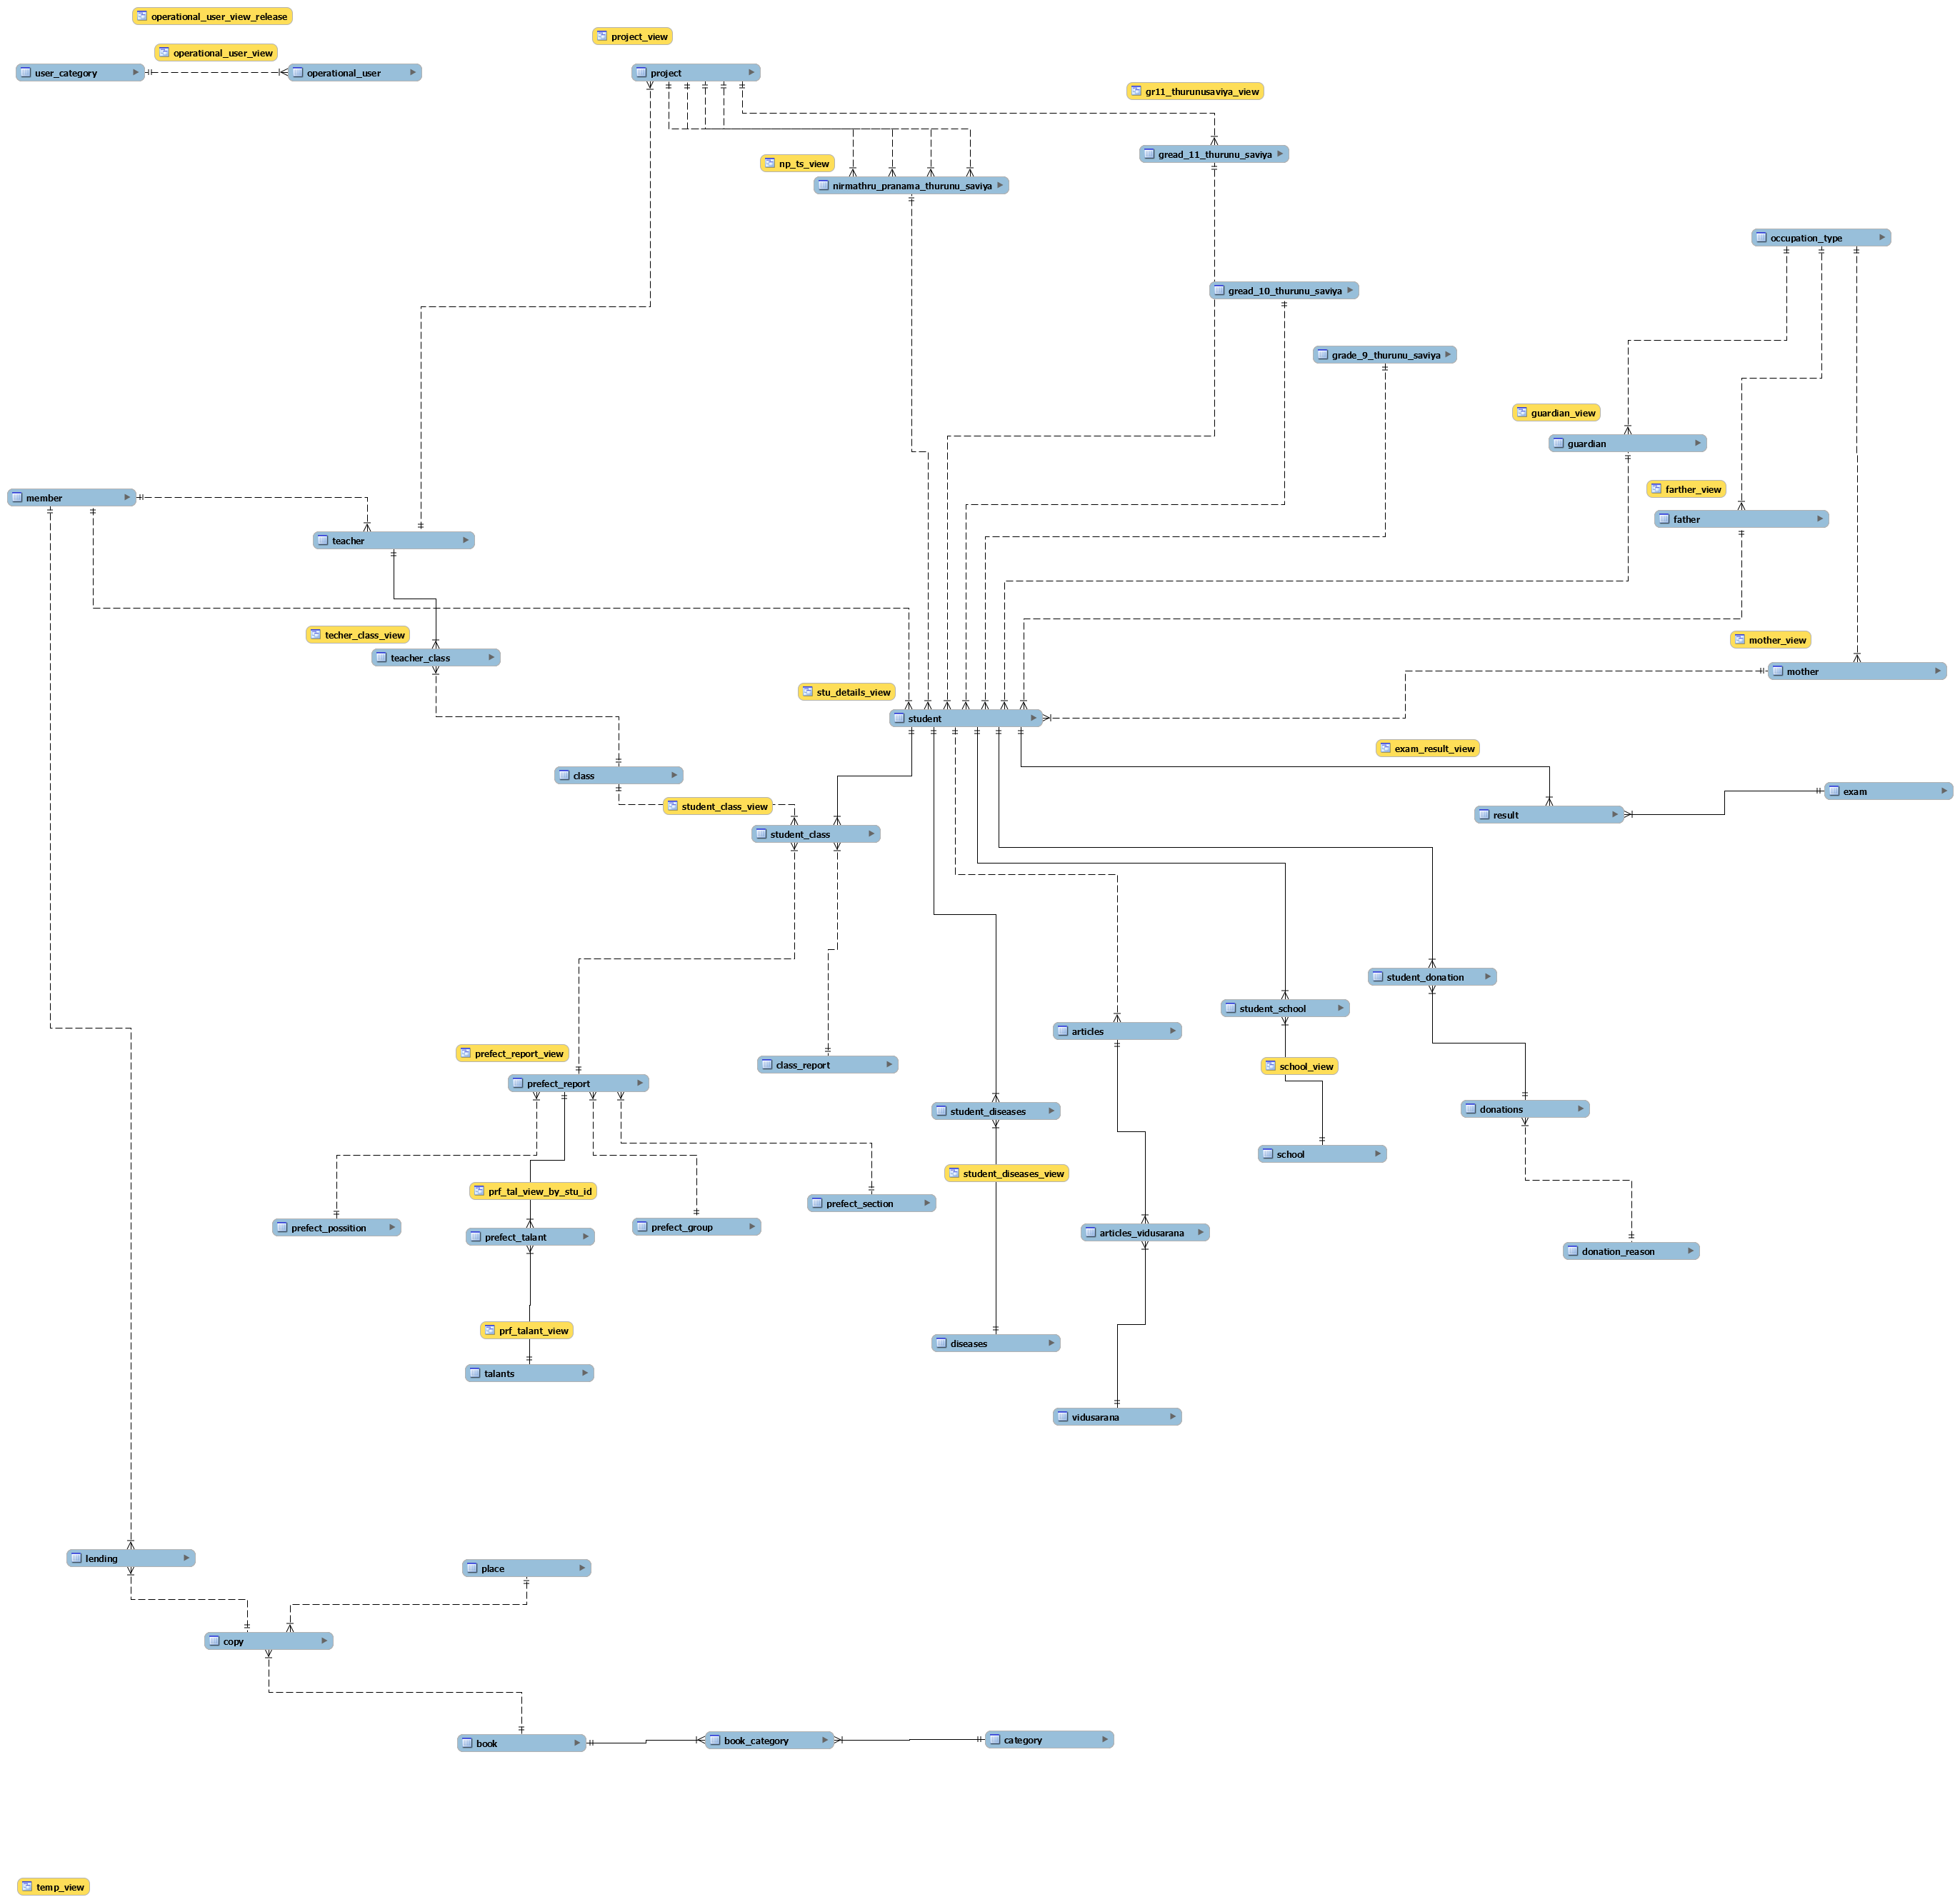 operational_user_view_release
project_view
operational_user_view
user_category
operational_user
project
gr11_thurunusaviya_view
gread_11_thurunu_saviya
np_ts_view
nirmathru_pranama_thurunu_saviya
occupation_type
gread_10_thurunu_saviya
grade_9_thurunu_saviya
guardian_view
guardian
farther_view
member
father
teacher
techer_class_view
mother_view
teacher_class
mother
stu_details_view
student
exam_result_view
class
exam
student_class_view
result
student_class
student_donation
student_school
articles
prefect_report_view
class_report
school_view
prefect_report
donations
student_diseases
school
student_diseases_view
prf_tal_view_by_stu_id
prefect_section
prefect_possition
prefect_group
articles_vidusarana
prefect_talant
donation_reason
prf_talant_view
diseases
talants
vidusarana
lending
place
copy
book
book_category
category
temp_view